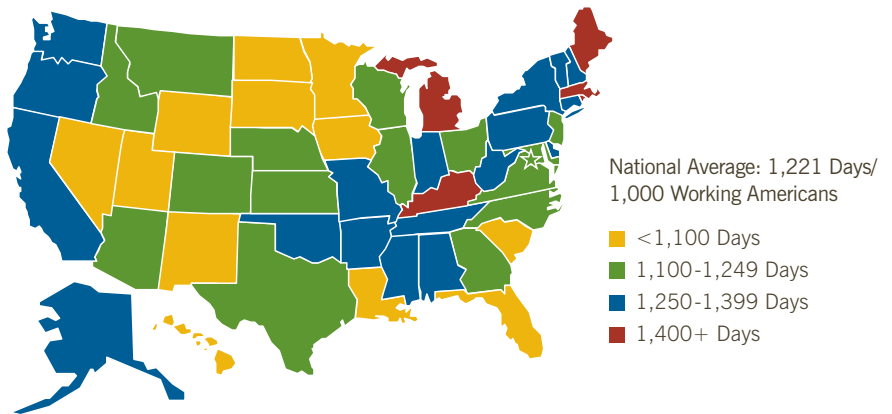 National Average: 1,221 Days/
1,000 Working Americans
<1,100 Days
1,100-1,249 Days
1,250-1,399 Days
1,400+ Days